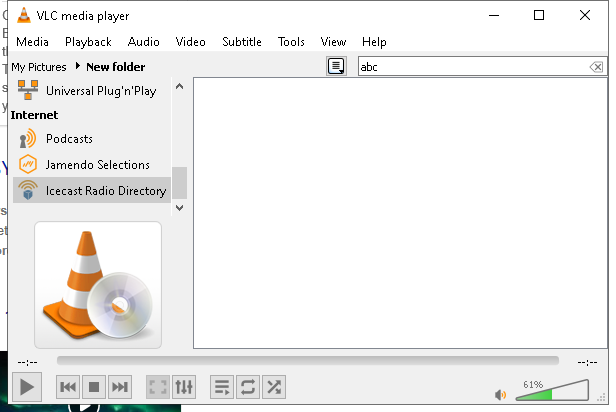 VLC media player
Media Playback Audio Video Subtitle Tools View Help
My Pictures New folder
abc
Universal Plug'n'Play
Internet
Podcasts
Jamendo Selections
Icecast Radio Directory
--:-- --:--
61%